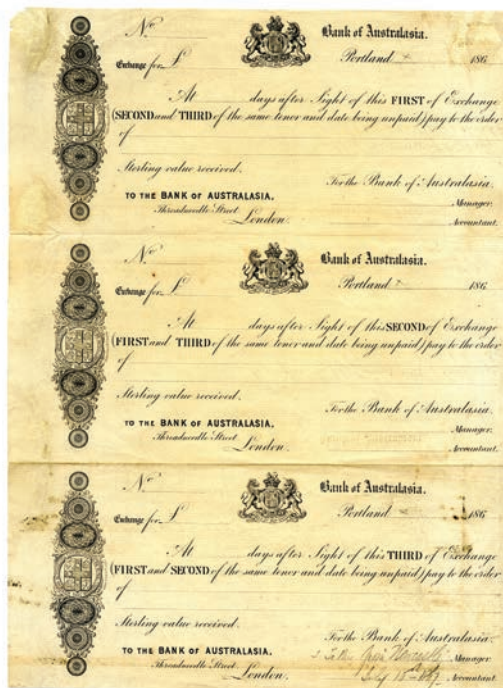 No.
Bank of Australasia.
Exchange for £
Portland 186
At days after Sight of this FIRST of Exchange
(SECOND and THIRD of the same tenor and date being unpaid) pay to the order
of
Sterling value received.
For the Bank of Australasia.
TO THE BANK OF AUSTRALASIA,
Manager.
Threadneedle Street
London.
Accountant.
No.
Bank of Australasia.
Exchange for £
Portland 186
At days after Sight of this SECOND of Exchange
(FIRST and THIRD of the same tenor and date being unpaid) pay to the order
of
Sterling value received.
For the Bank of Australasia.
TO THE BANK OF AUSTRALASIA,
Manager.
Threadneedle Street
London.
Accountant.
No.
Bank of Australasia.
Exchange for £
Portland 186
At days after Sight of this THIRD of Exchange
(FIRST and SECOND of the same tenor and date being unpaid) pay to the order
of
Sterling value received.
For the Bank of Australasia.
TO THE BANK OF AUSTRALASIA,
Manager.
Threadneedle Street
London.
Accountant.